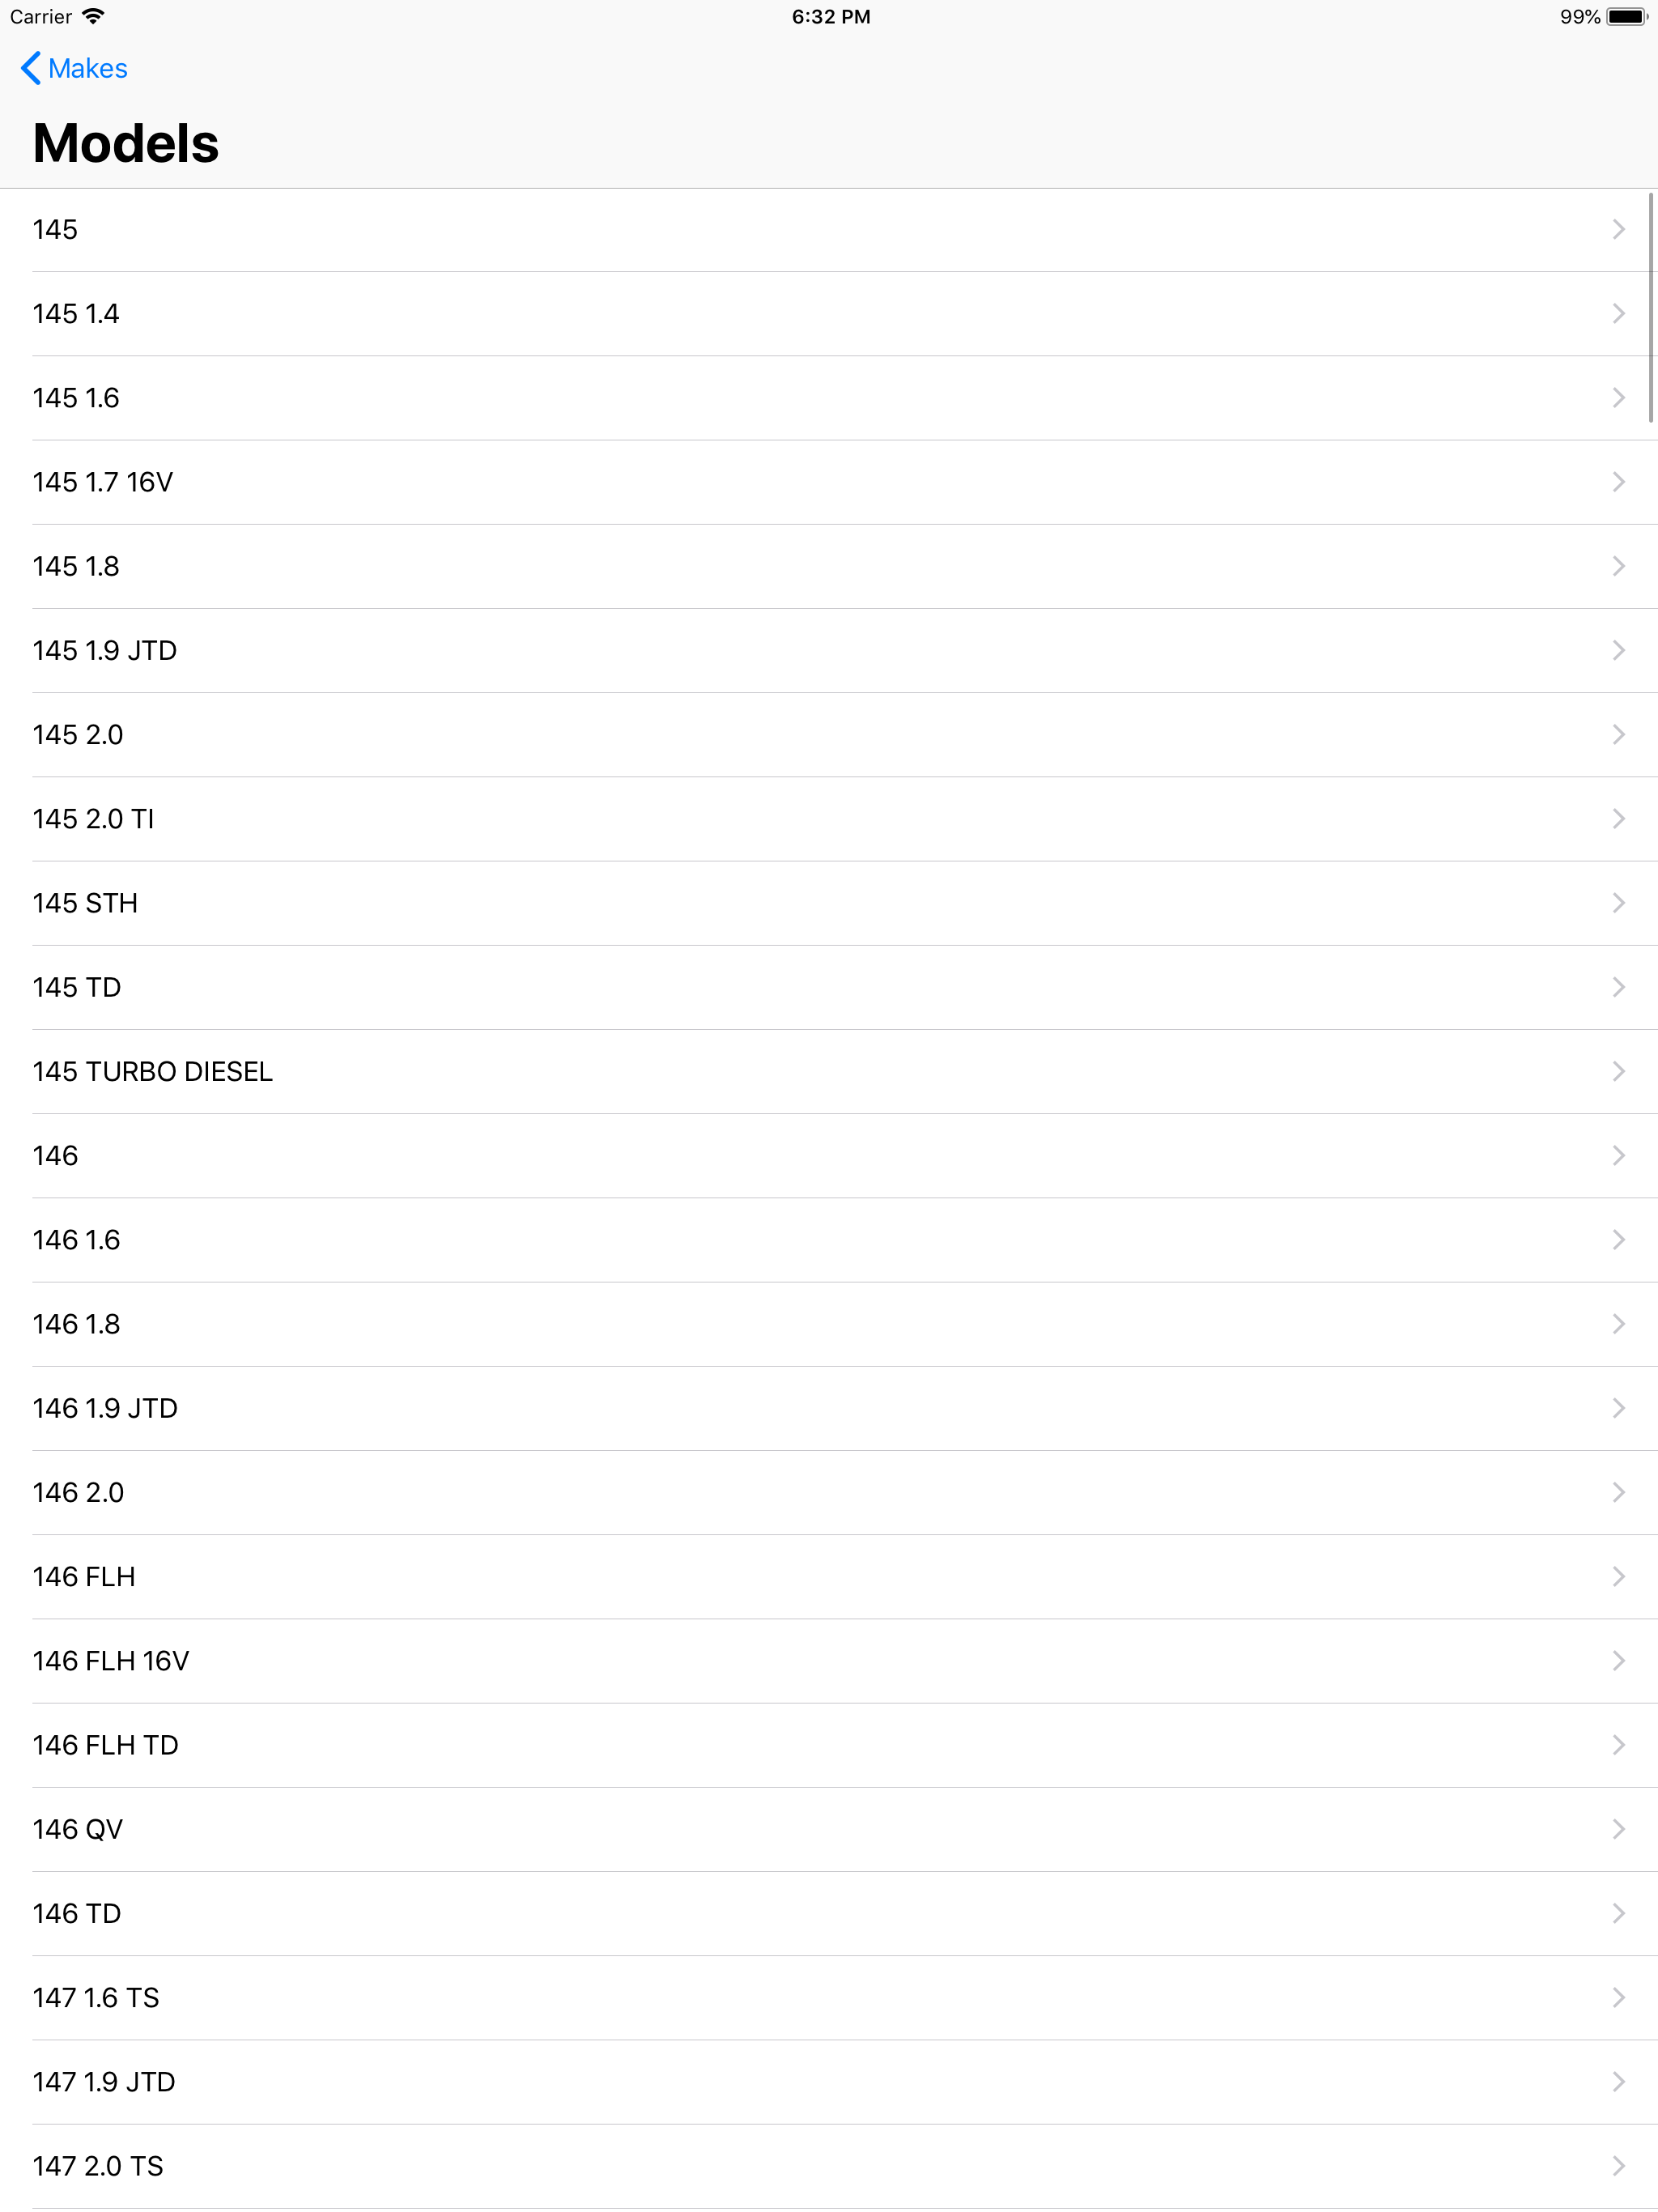 Carrier 6:32 PM 99%
Makes
Models
145
145 1.4
145 1.6
145 1.7 16V
145 1.8
145 1.9 JTD
145 2.0
145 2.0 TI
145 STH
145 TD
145 TURBO DIESEL
146
146 1.6
146 1.8
146 1.9 JTD
146 2.0
146 FLH
146 FLH 16V
146 FLH TD
146 QV
146 TD
147 1.6 TS
147 1.9 JTD
147 2.0 TS